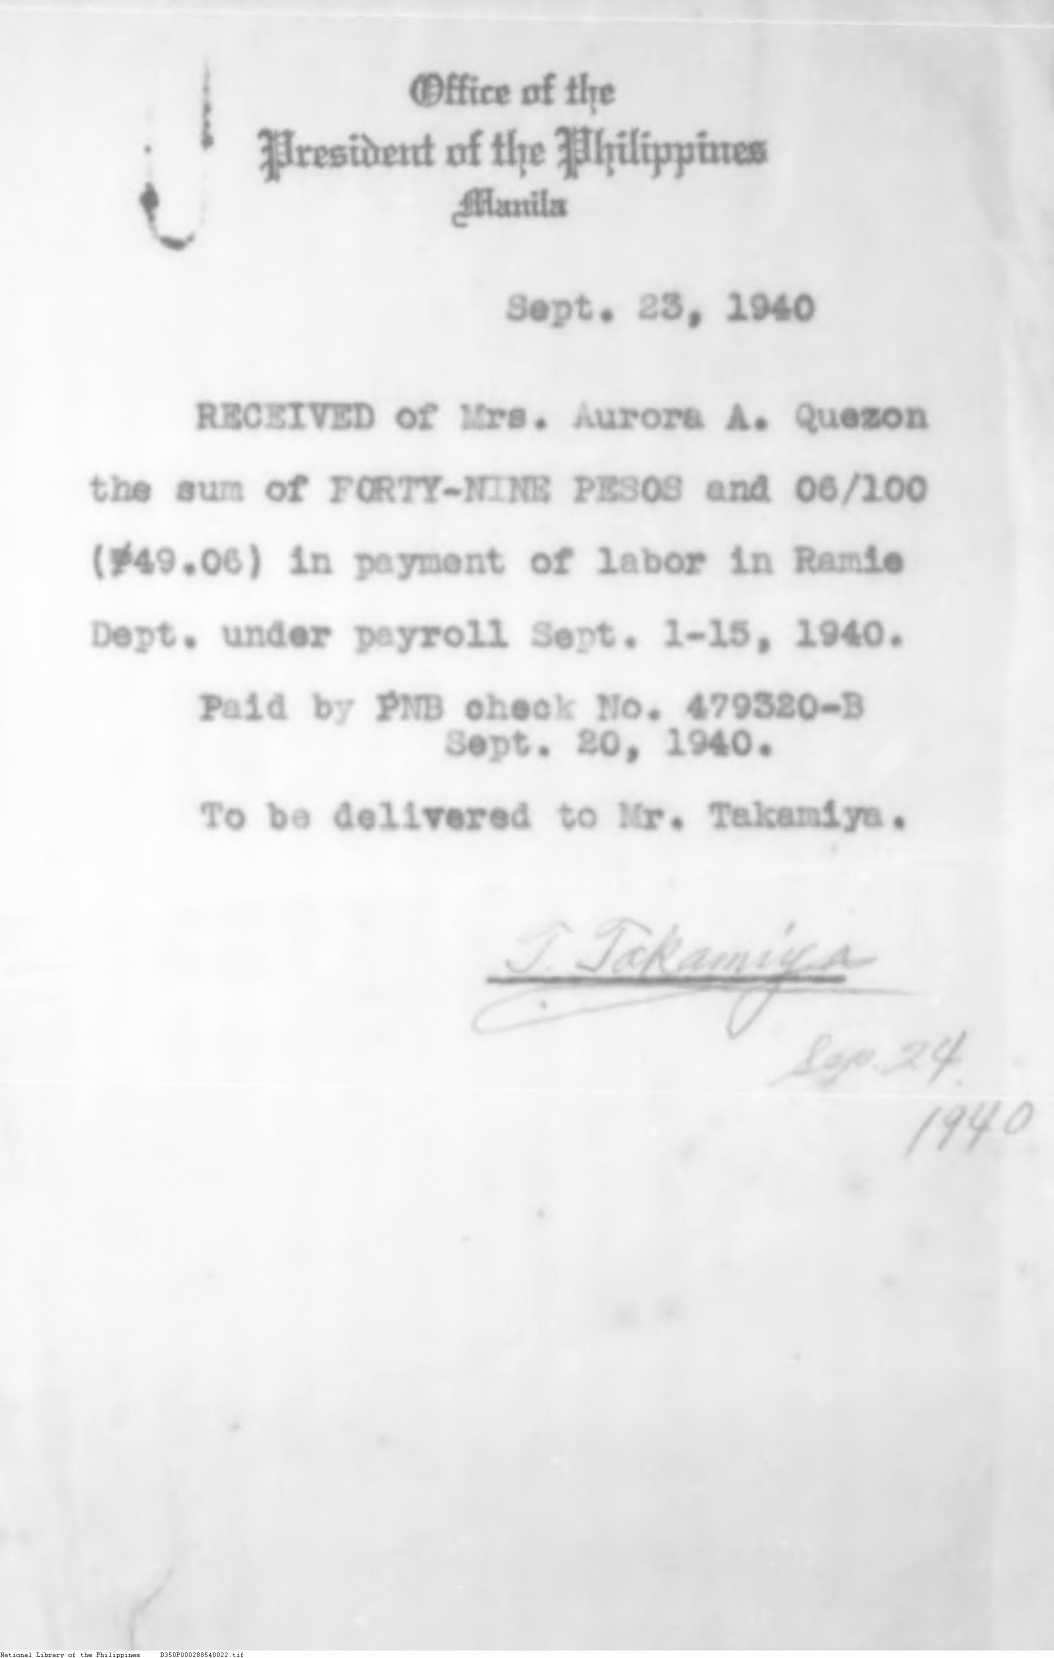 Office of the
President of the Philippines
Manila
Sept. 23, 1940
RECEIVED of Mrs. Aurora A. Quezon
the sum of FORTY-NINE PESOS and 06/100
(₱49.06) in payment of labor in Ramie
Dept. under payroll Sept. 1-15, 1940.
Paid by PNB check No. 479320-B
Sept. 20, 1940.
To be delivered to Mr. Takamiya.
T. Takamiya
Sep. 24.
1940
National Library of the Philippines D350P000288540022.tif